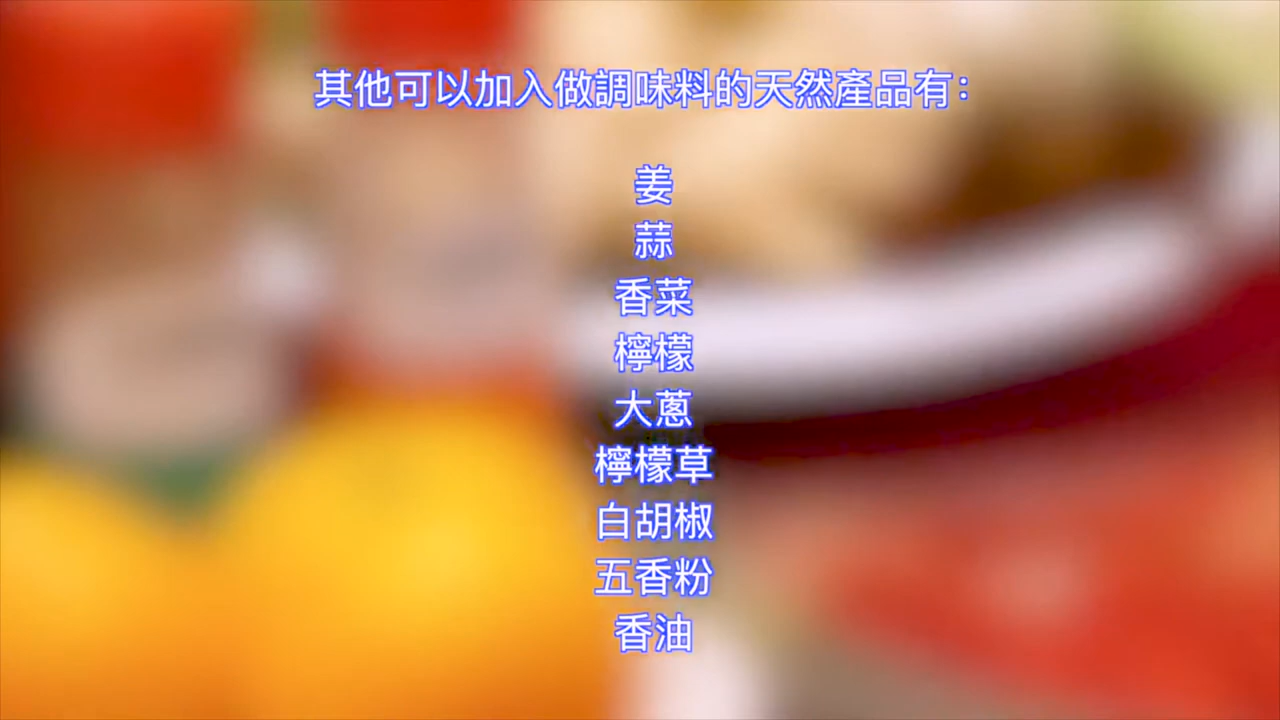 其他可以加入做調味料的天然產品有：
姜
蒜
香菜
檸檬
大蔥
檸檬草
白胡椒
五香粉
香油